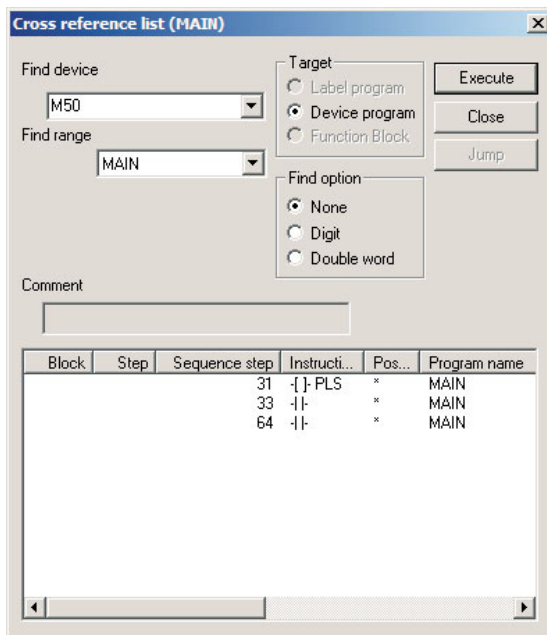 Cross reference list (MAIN)
Find device
M50
Find range
MAIN
Target
Label program
Device program
Function Block
Find option
None
Digit
Double word
Execute
Close
Jump
Comment
Block Step Sequence step Instructi... Pos... Program name
31 -[ ]- PLS * MAIN
33 -| |- * MAIN
64 -| |- * MAIN